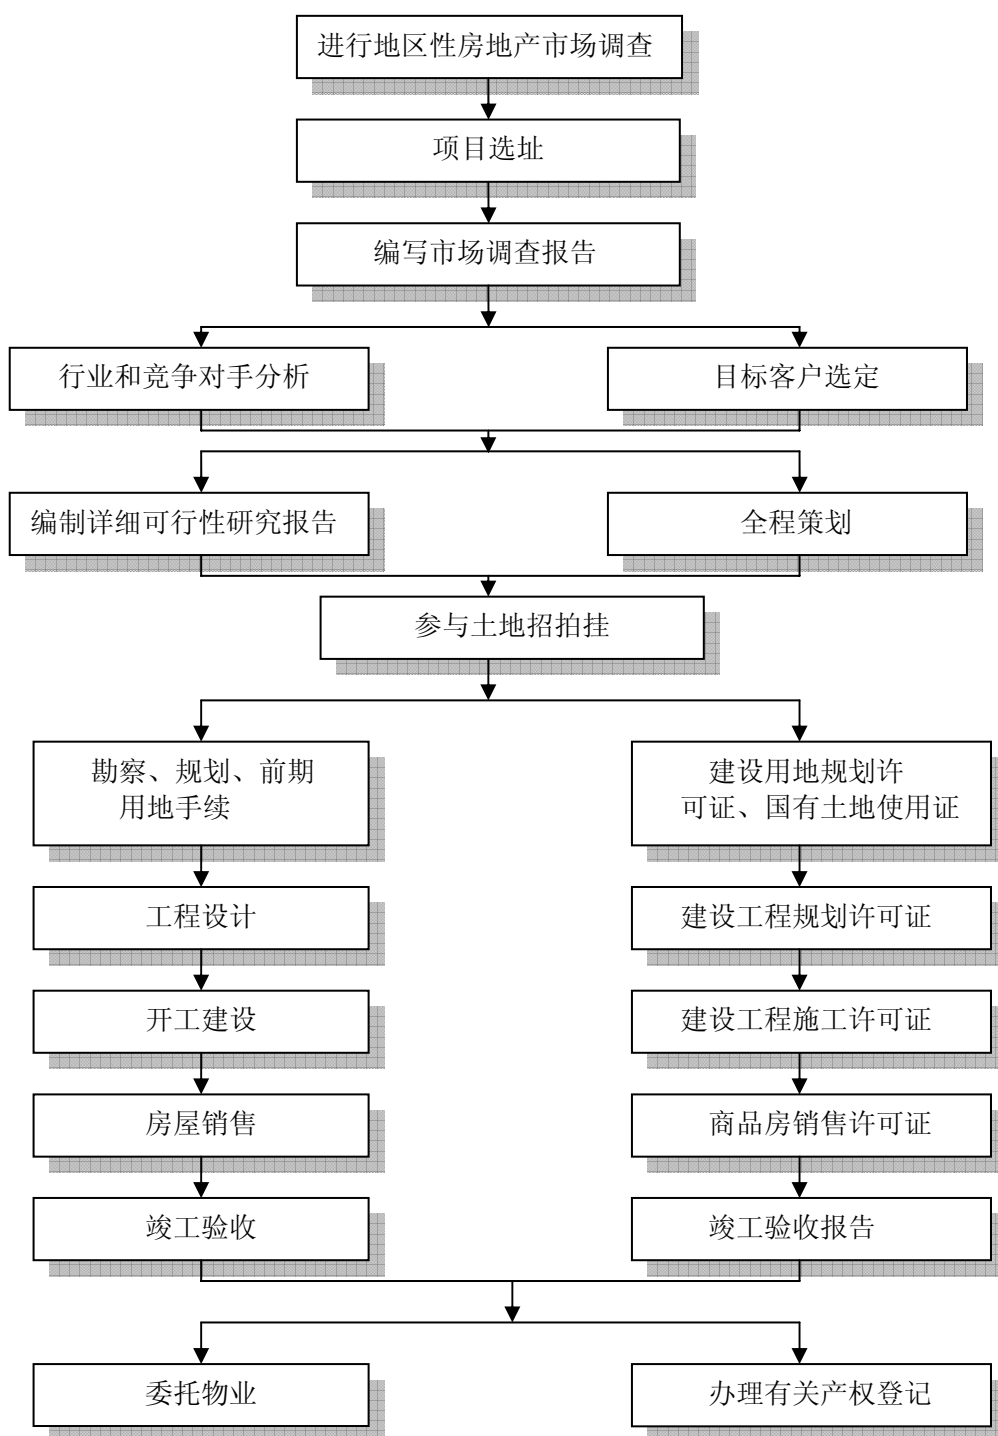 进行地区性房地产市场调查
项目选址
编写市场调查报告
行业和竞争对手分析
目标客户选定
编制详细可行性研究报告
全程策划
参与土地招拍挂
勘察、规划、前期
用地手续
建设用地规划许
可证、国有土地使用证
工程设计
建设工程规划许可证
开工建设
建设工程施工许可证
房屋销售
商品房销售许可证
竣工验收
竣工验收报告
委托物业
办理有关产权登记